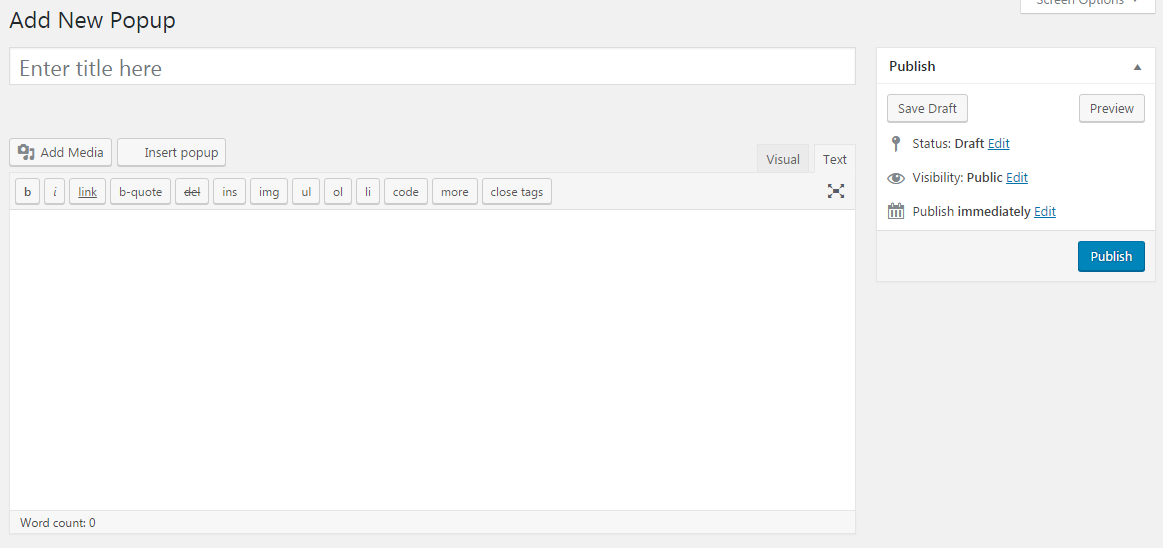 Screen Options
Add New Popup
Enter title here
Add Media Insert popup
Visual Text
b i link b-quote del ins img ul ol li code more close tags
Word count: 0
Publish
Save Draft Preview
Status: Draft Edit
Visibility: Public Edit
Publish immediately Edit
Publish